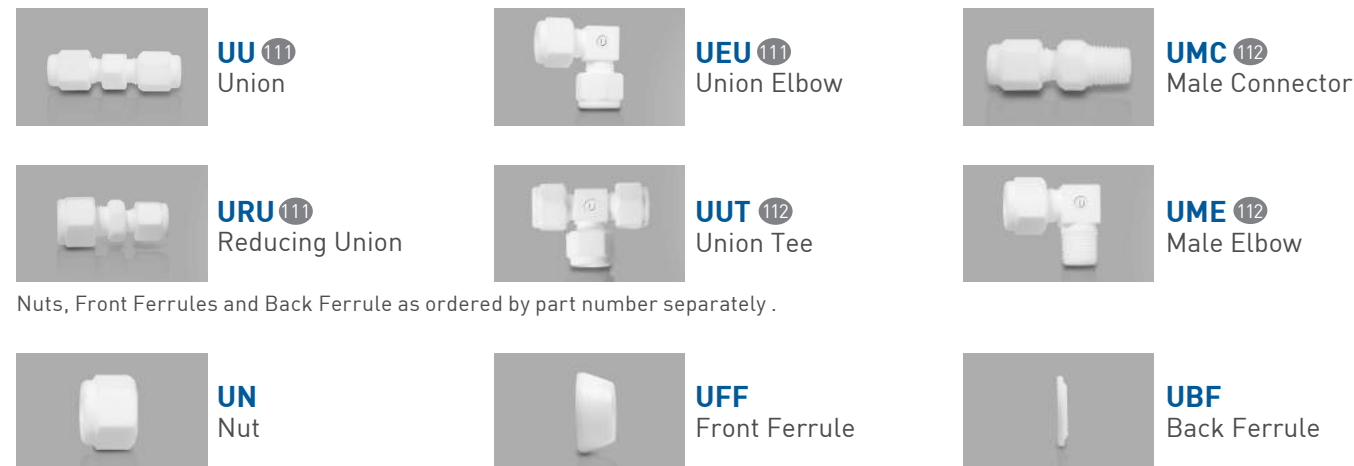 UU 111
Union
UEU 111
Union Elbow
UMC 112
Male Connector
URU 111
Reducing Union
UUT 112
Union Tee
UME 112
Male Elbow
Nuts, Front Ferrules and Back Ferrule as ordered by part number separately .
UN
Nut
UFF
Front Ferrule
UBF
Back Ferrule